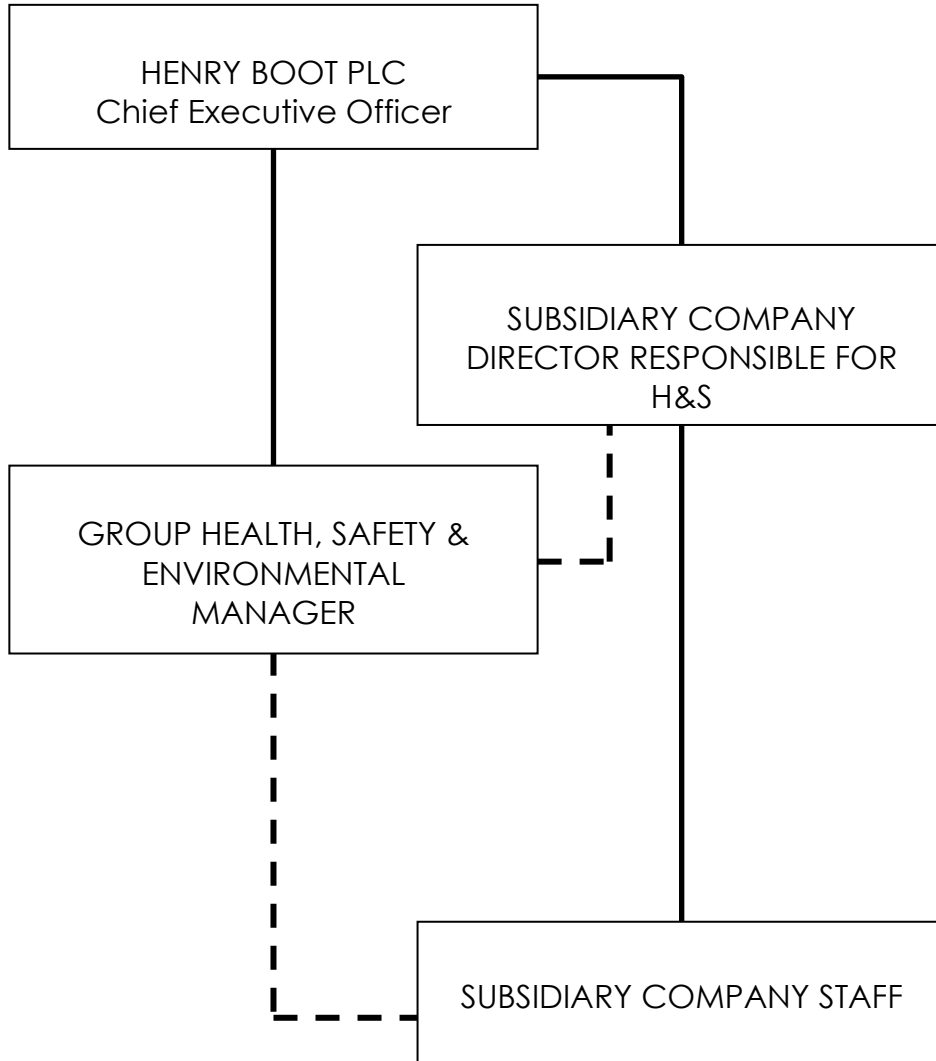 HENRY BOOT PLC
Chief Executive Officer
SUBSIDIARY COMPANY
DIRECTOR RESPONSIBLE FOR
H&S
GROUP HEALTH, SAFETY &
ENVIRONMENTAL
MANAGER
SUBSIDIARY COMPANY STAFF